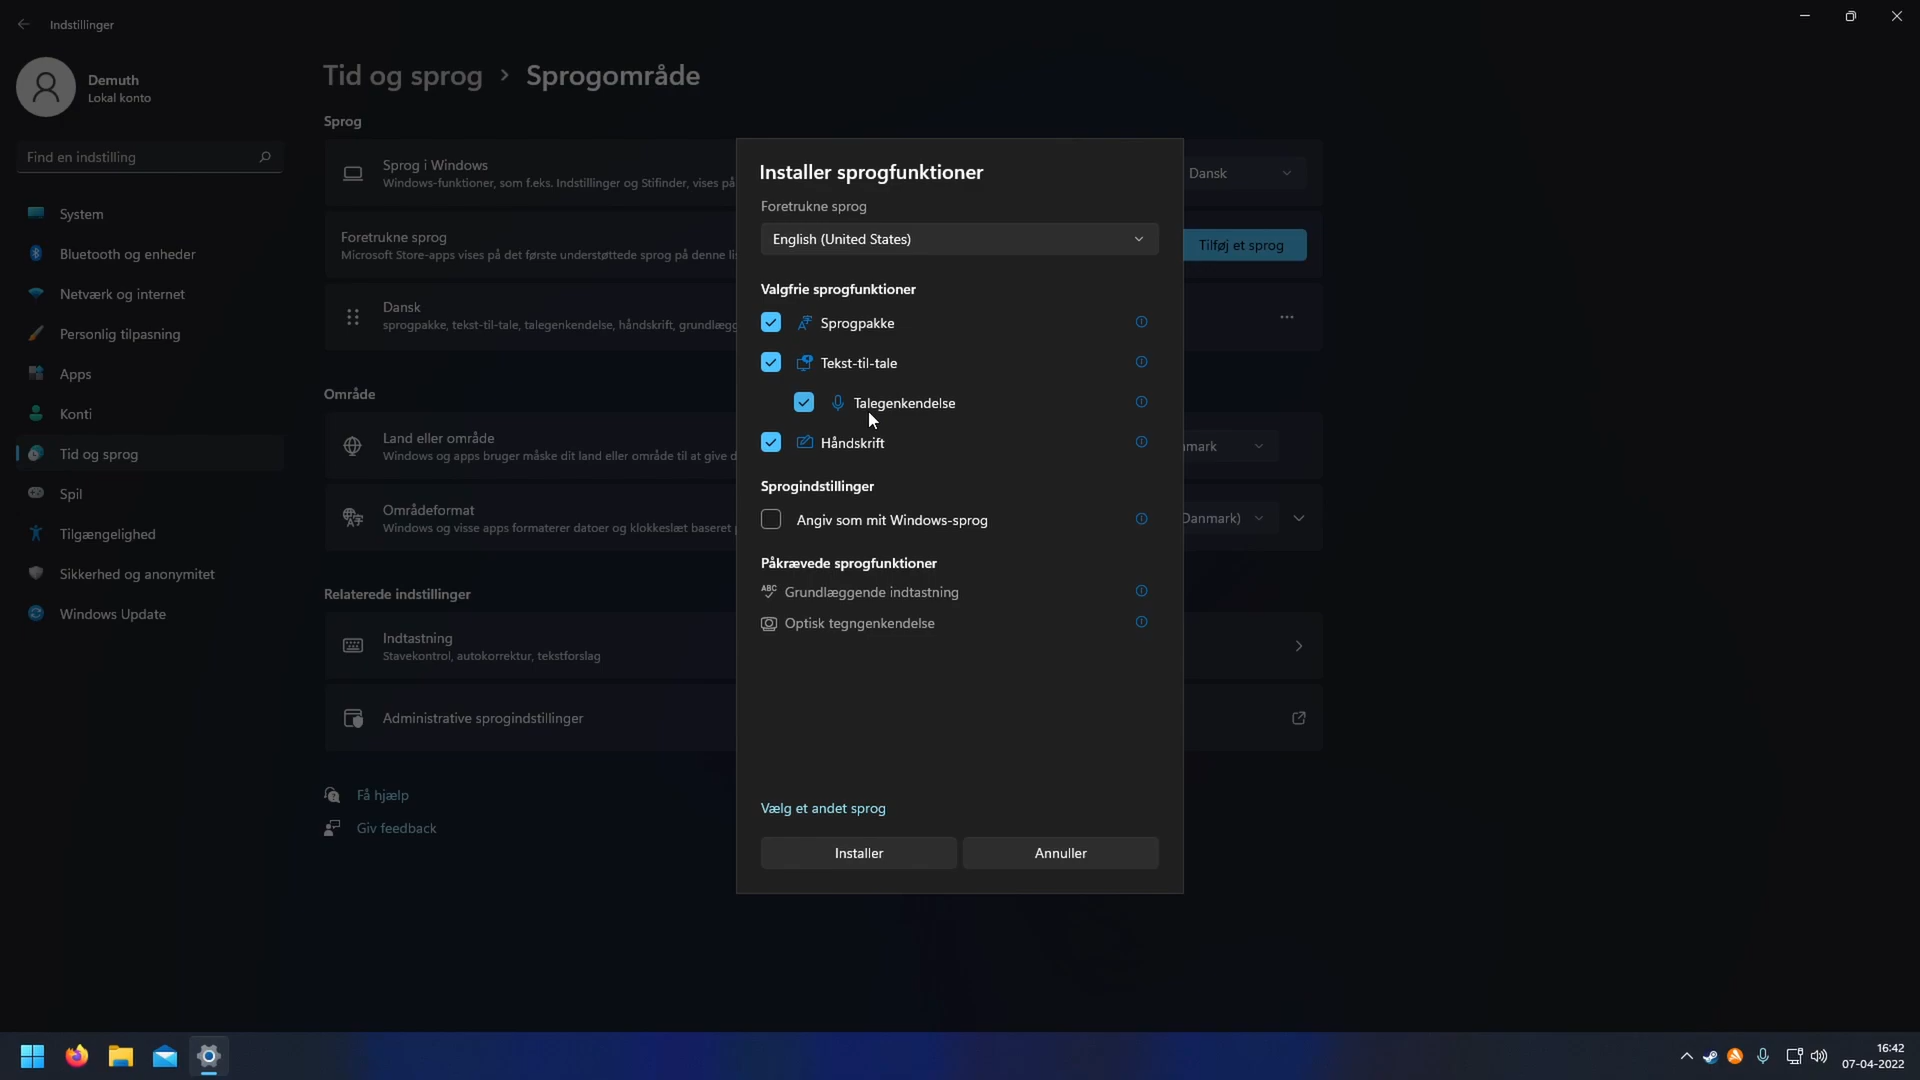 Indstillinger
Demuth
Lokal konto
Find en indstilling
System
Bluetooth og enheder
Netværk og internet
Personlig tilpasning
Apps
Konti
Tid og sprog
Spil
Tilgængelighed
Sikkerhed og anonymitet
Windows Update
Tid og sprog > Sprogområde
Sprog
Sprog i Windows
Windows-funktioner, som f.eks. Indstillinger og Stifinder, vises på
Dansk
Foretrukne sprog
Microsoft Store-apps vises på det første understøttede sprog på denne
Tilføj et sprog
Dansk
sprogpakke, tekst-til-tale, talegenkendelse, håndskrift,
Område
Land eller område
Windows og apps bruger måske dit land eller område til at give
Områdeformat
Windows og visse apps formaterer datoer og klokkeslæt baseret
Danmark)
Relaterede indstillinger
Indtastning
Stavekontrol, autokorrektur, tekstforslag
Administrative sprogindstillinger
Få hjælp
Giv feedback
Installer sprogfunktioner
Foretrukne sprog
English (United States)
Valgfrie sprogfunktioner
Sprogpakke
Tekst-til-tale
Talegenkendelse
Håndskrift
Sprogindstillinger
Angiv som mit Windows-sprog
Påkrævede sprogfunktioner
ABC Grundlæggende indtastning
Optisk tegngenkendelse
Vælg et andet sprog
Installer
Annuller
16:42
07-04-2022